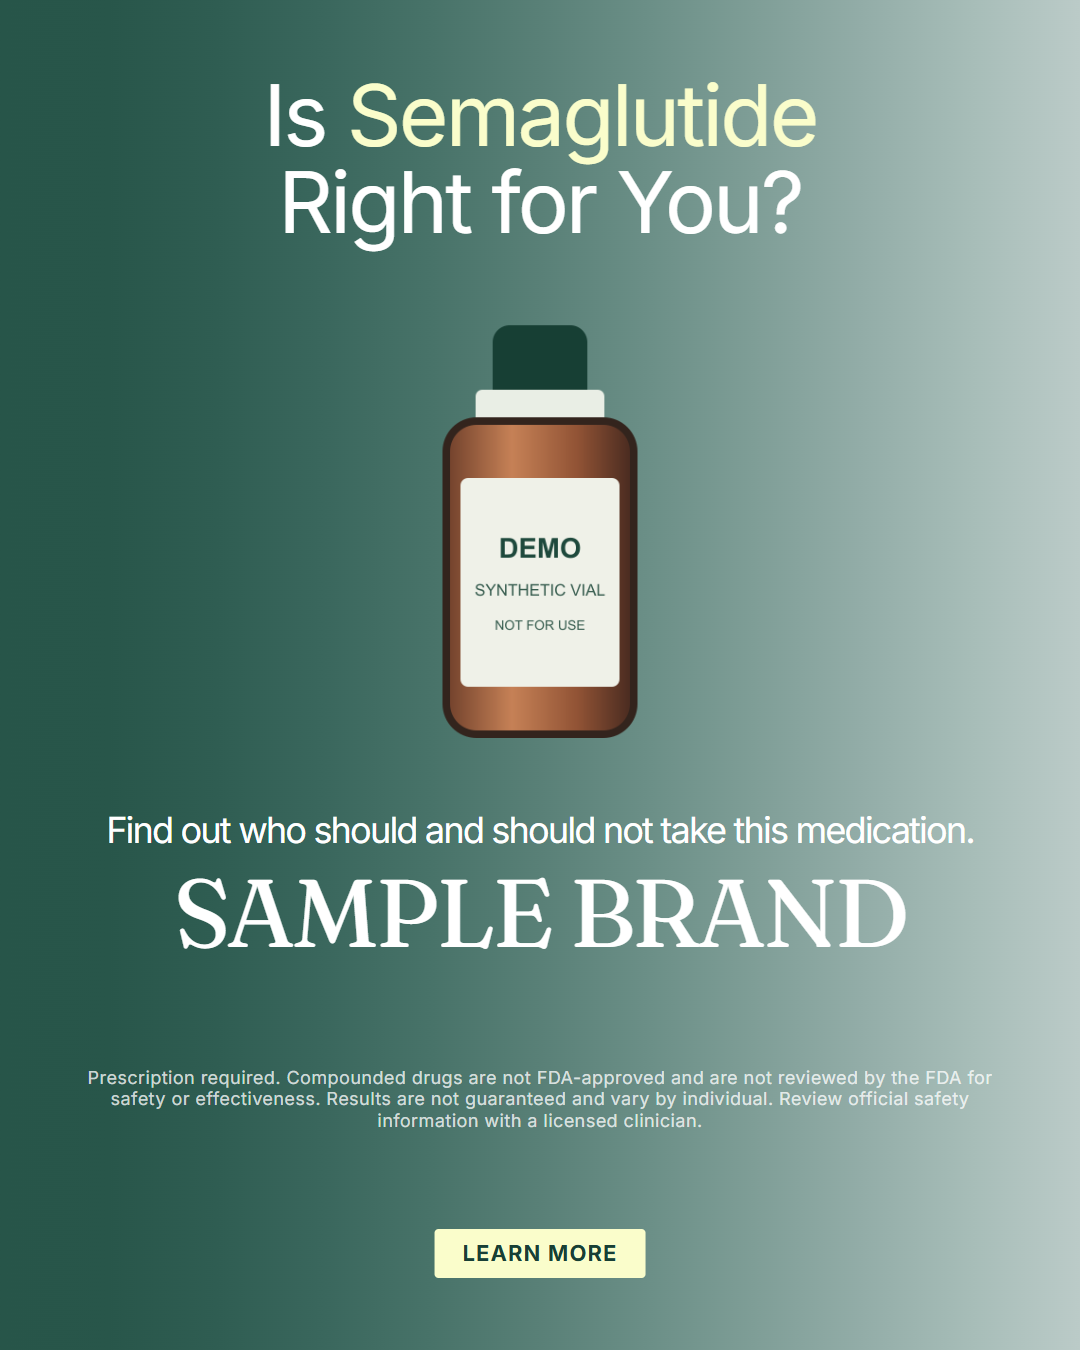 Is Semaglutide
Right for You?
DEMO
SYNTHETIC VIAL
NOT FOR USE
Find out who should and should not take this medication.
SAMPLE BRAND
Prescription required. Compounded drugs are not FDA-approved and are not reviewed by the FDA for
safety or effectiveness. Results are not guaranteed and vary by individual. Review official safety
information with a licensed clinician.
LEARN MORE